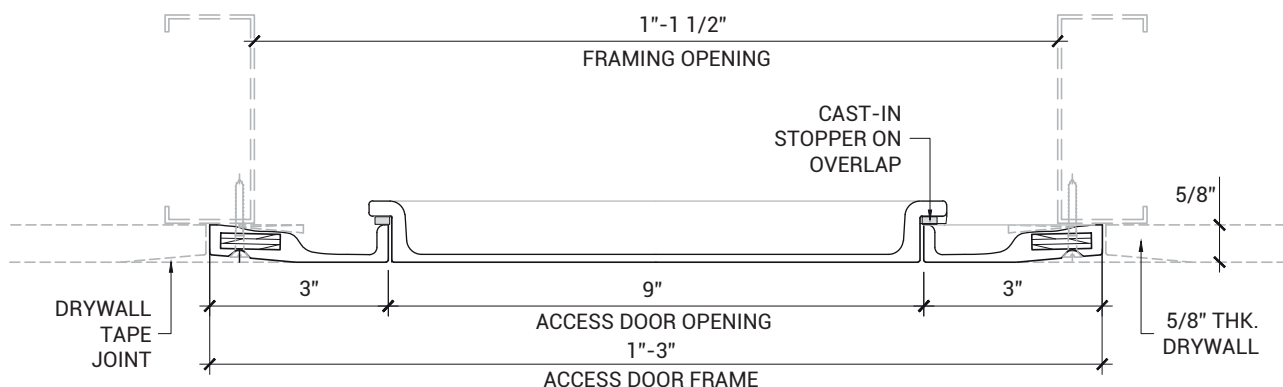 1"-1 1/2"
FRAMING OPENING
CAST-IN
STOPPER ON
OVERLAP
5/8"
3"
9"
3"
DRYWALL
TAPE
JOINT
ACCESS DOOR OPENING
5/8" THK.
DRYWALL
1"-3"
ACCESS DOOR FRAME